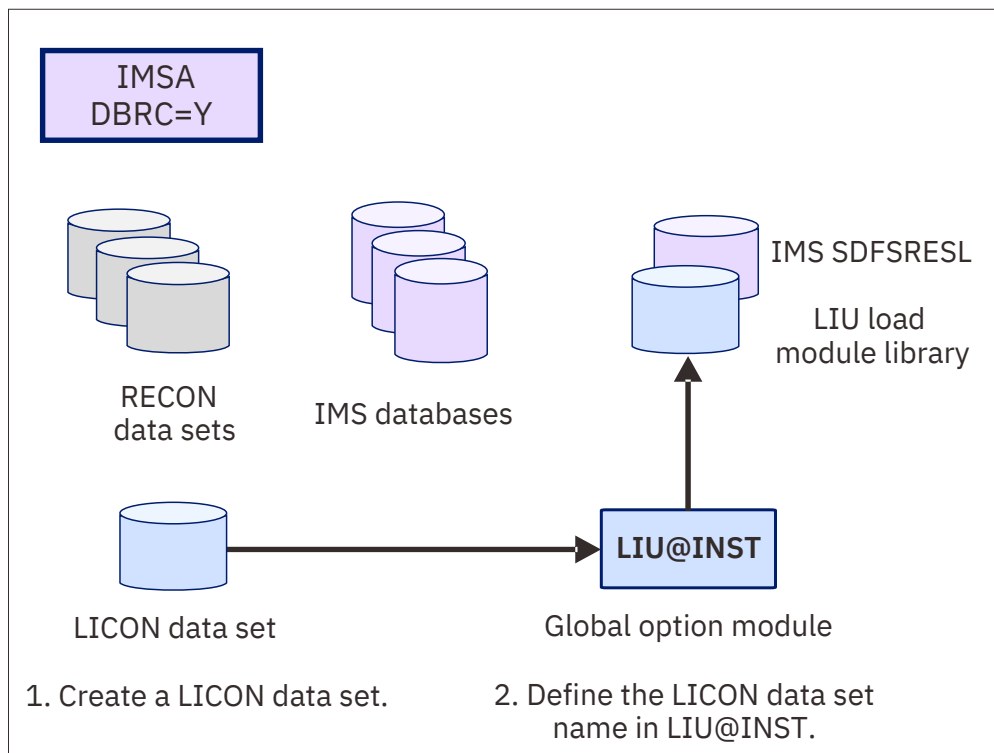 IMSA
DBRC=Y
IMS SDFSRESL
LIU load
module library
RECON
data sets
IMS databases
LIU@INST
LICON data set
Global option module
1. Create a LICON data set.
2. Define the LICON data set
name in LIU@INST.